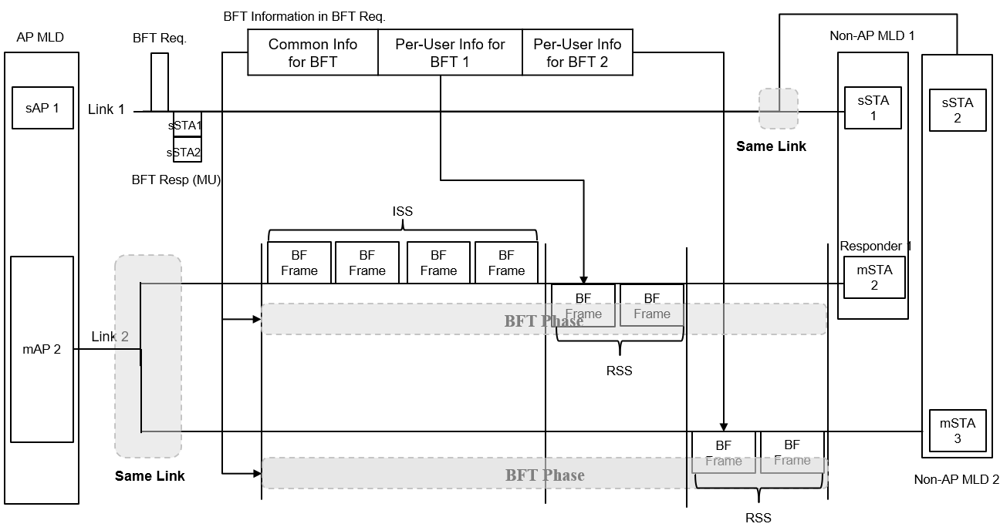 BFT Information in BFT Req.
AP MLD
BFT Req.
Common Info
for BFT
Per-User Info for
BFT 1
Per-User Info
for BFT 2
Non-AP MLD 1
sAP 1
Link 1
sSTA
1
sSTA
2
sSTA1
sSTA2
Same Link
BFT Resp (MU)
ISS
Responder 1
BF
Frame
BF
Frame
BF
Frame
BF
Frame
mSTA
2
BF
Frame
BF
Frame
BFT Phase
Link 2
mAP 2
RSS
mSTA
3
BF
Frame
BF
Frame
Same Link
BFT Phase
Non-AP MLD 2
RSS